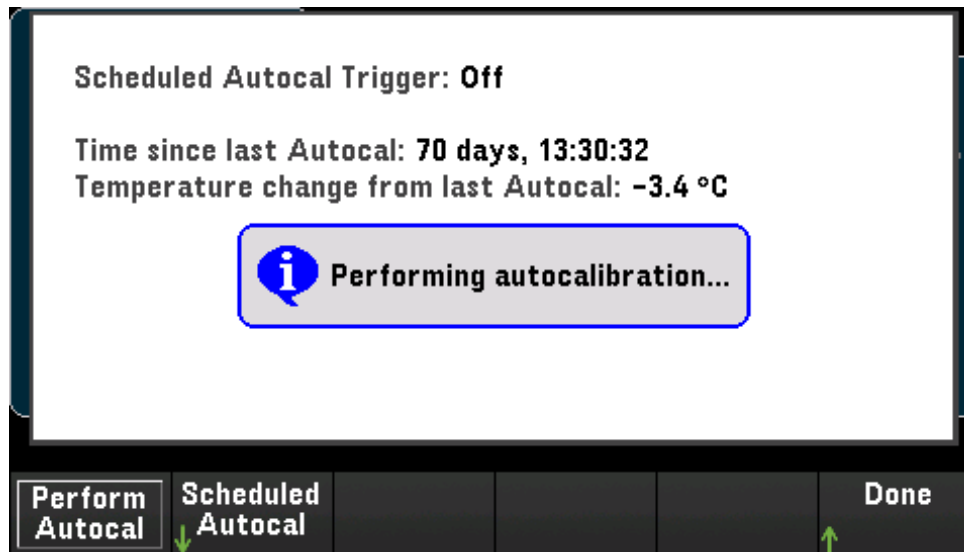 Scheduled Autocal Trigger: Off
Time since last Autocal: 70 days, 13:30:32
Temperature change from last Autocal: -3.4 °C
i Performing autocalibration...
Perform
Autocal
Scheduled
Autocal
Done